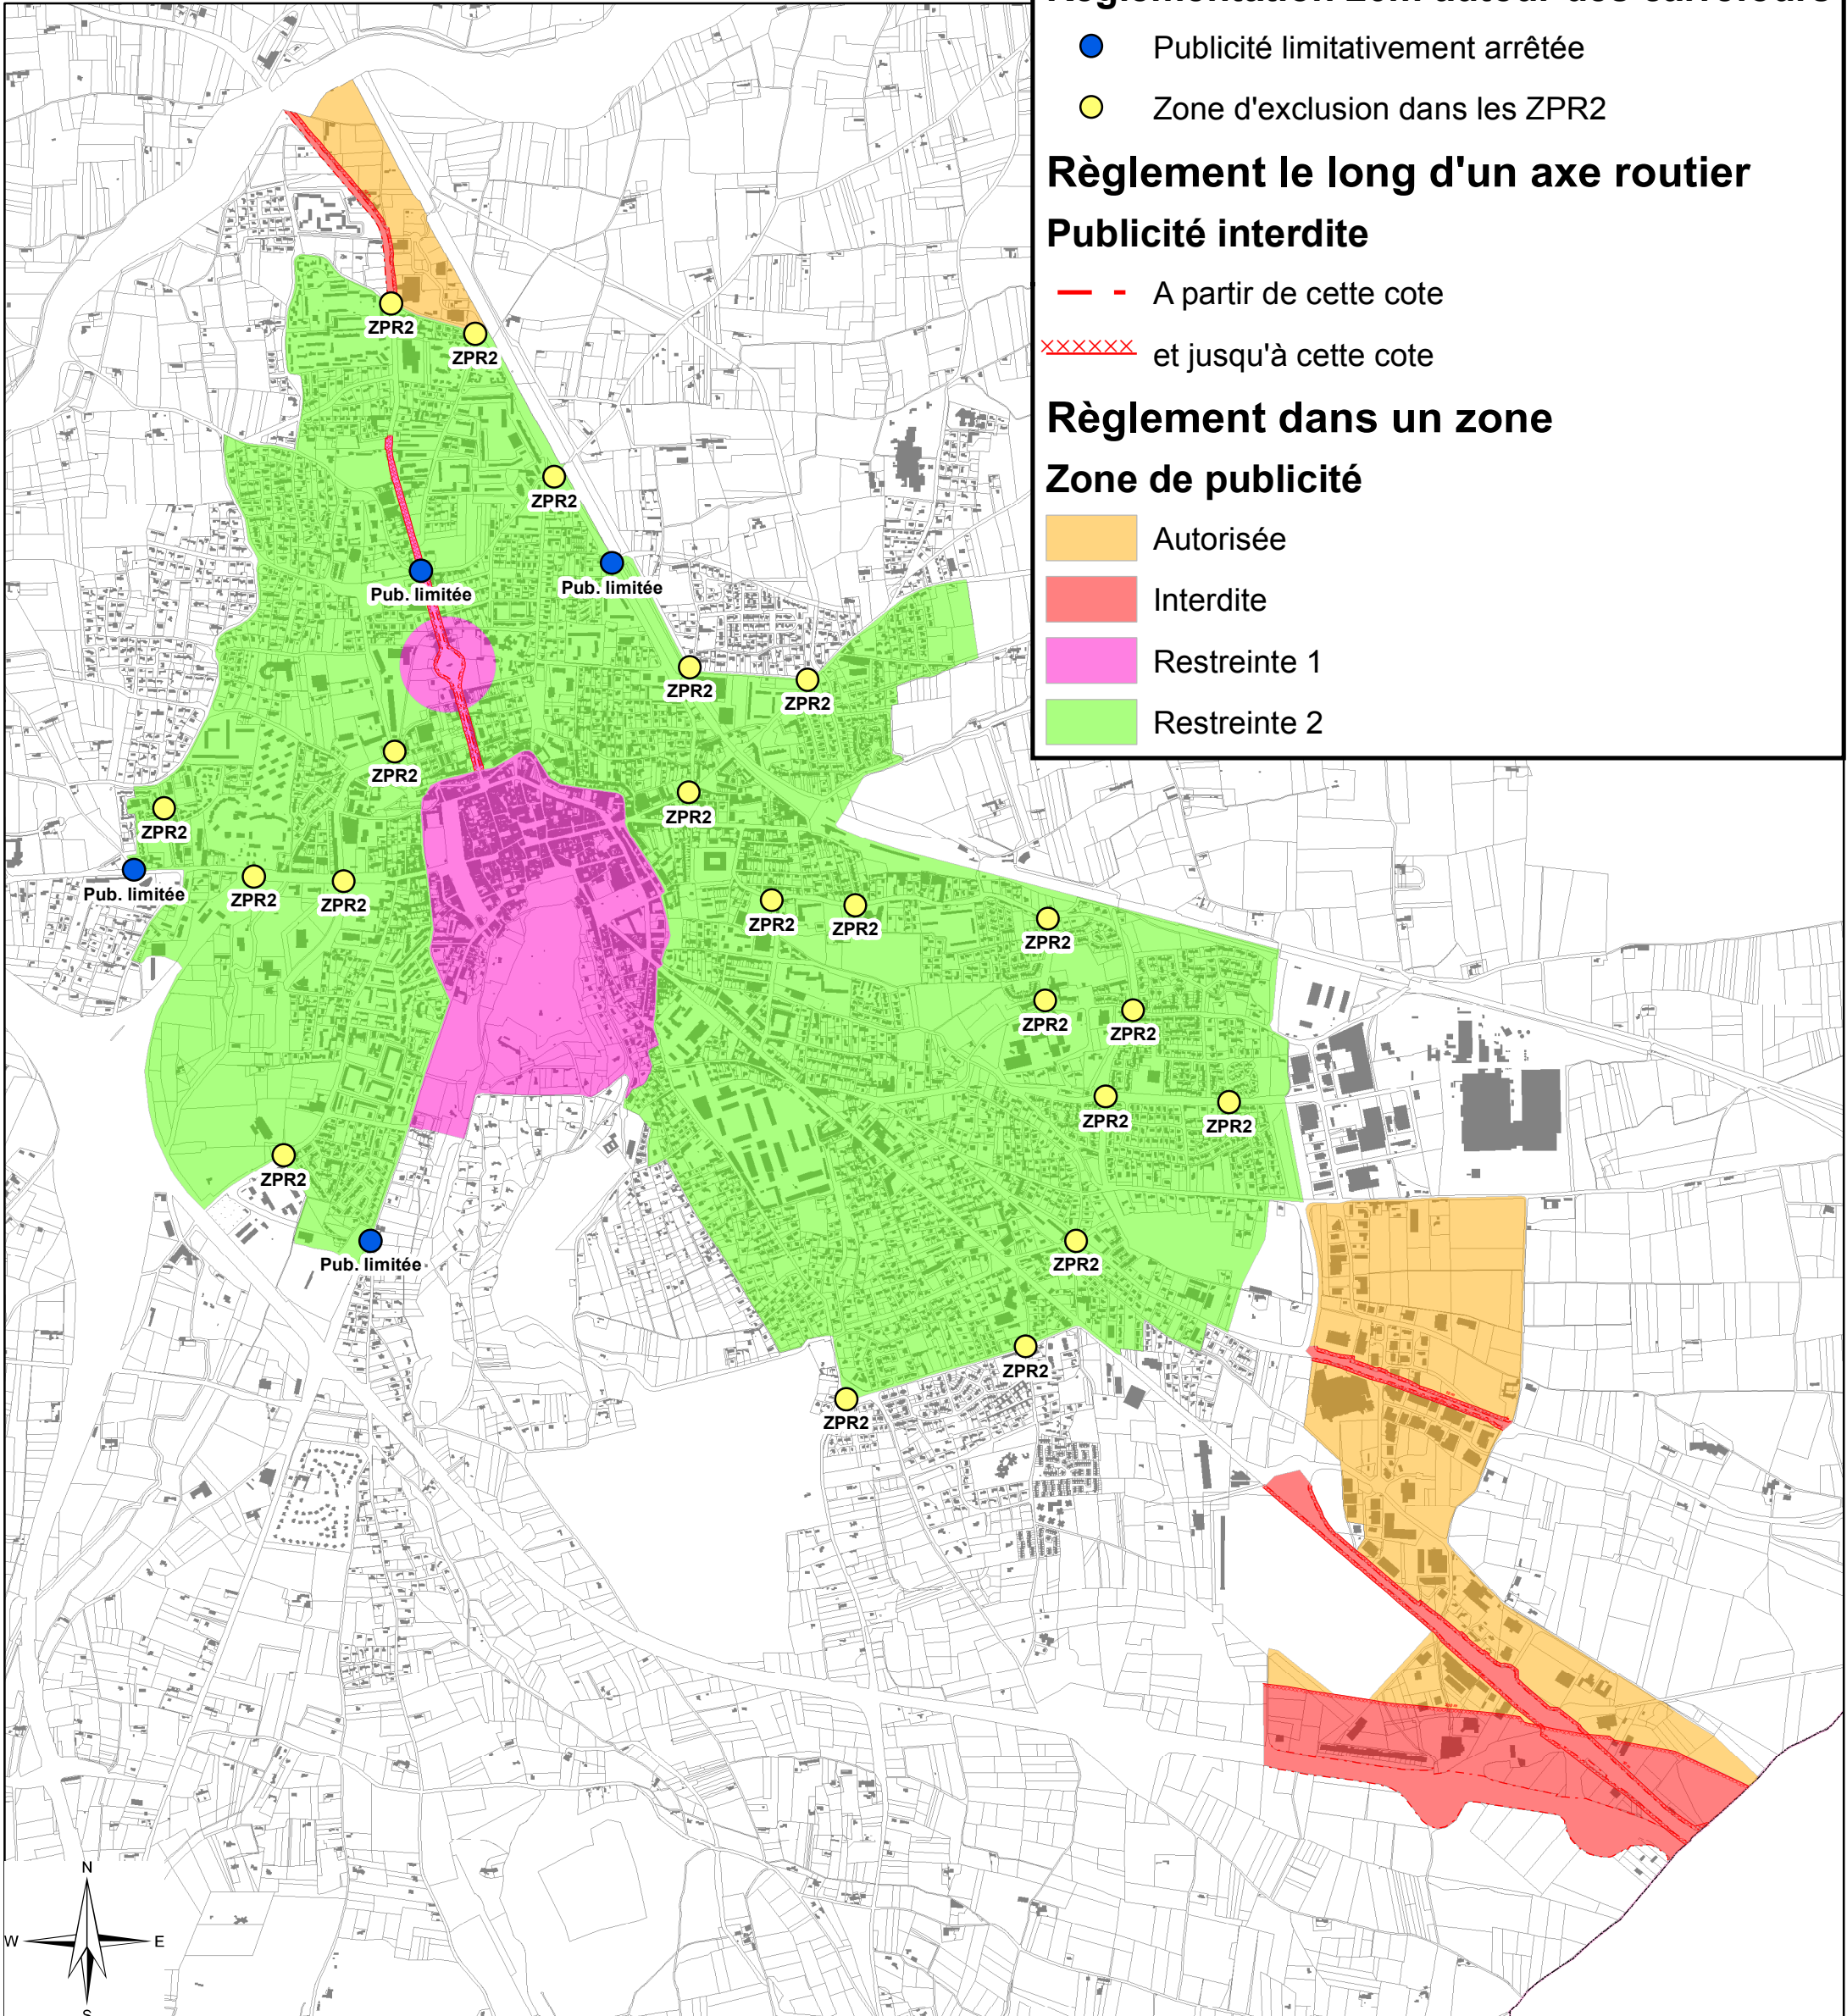 Publicité limitativement arrêtée
Zone d'exclusion dans les ZPR2
Règlement le long d'un axe routier
Publicité interdite
A partir de cette cote
et jusqu'à cette cote
Règlement dans un zone
Zone de publicité
Autorisée
Interdite
Restreinte 1
Restreinte 2
ZPR2
ZPR2
ZPR2
Pub. limitée
Pub. limitée
ZPR2
ZPR2
ZPR2
ZPR2
ZPR2
Pub. limitée
ZPR2
ZPR2
ZPR2
ZPR2
ZPR2
ZPR2
ZPR2
ZPR2
ZPR2
ZPR2
Pub. limitée
ZPR2
ZPR2
ZPR2
N
W E
S